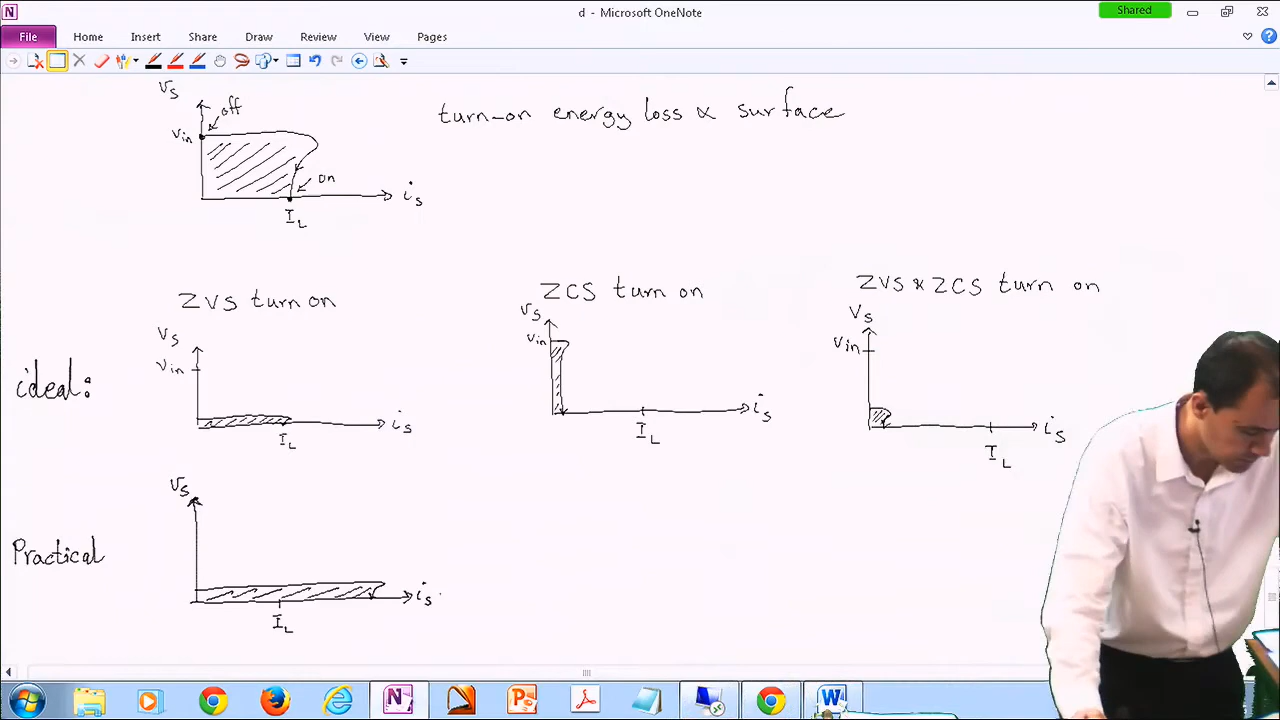 d - Microsoft OneNote
Shared
File Home Insert Share Draw Review View Pages
Vs
off
turn-on energy loss ∝ surface
Vin
on
is
IL
ZVS turn on
ZCS turn on
ZVS & ZCS turn on
ideal:
Vs
Vin
is
IL
Vs
Vin
is
IL
Vs
Vin
is
IL
Practical
Vs
is
IL